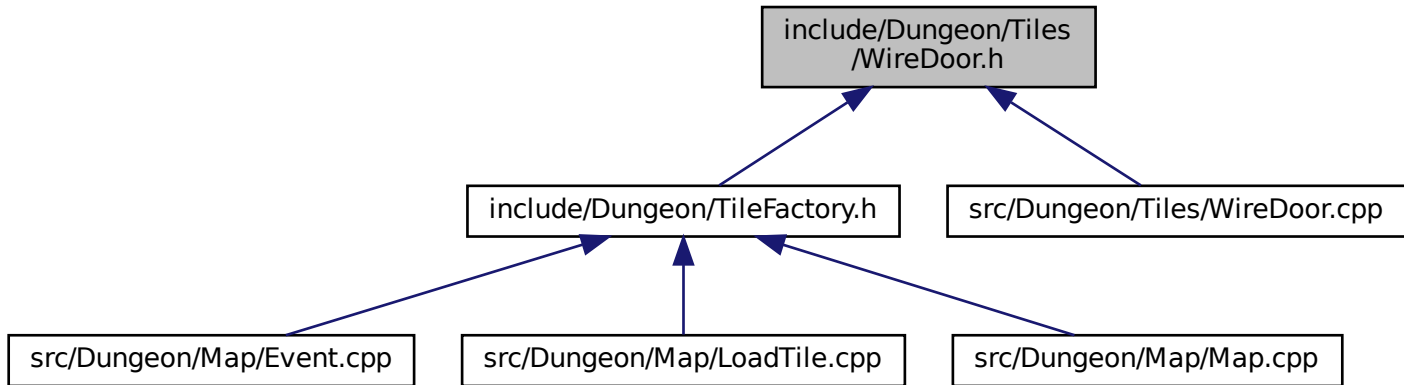 include/Dungeon/Tiles
/WireDoor.h
include/Dungeon/TileFactory.h
src/Dungeon/Tiles/WireDoor.cpp
src/Dungeon/Map/Event.cpp
src/Dungeon/Map/LoadTile.cpp
src/Dungeon/Map/Map.cpp